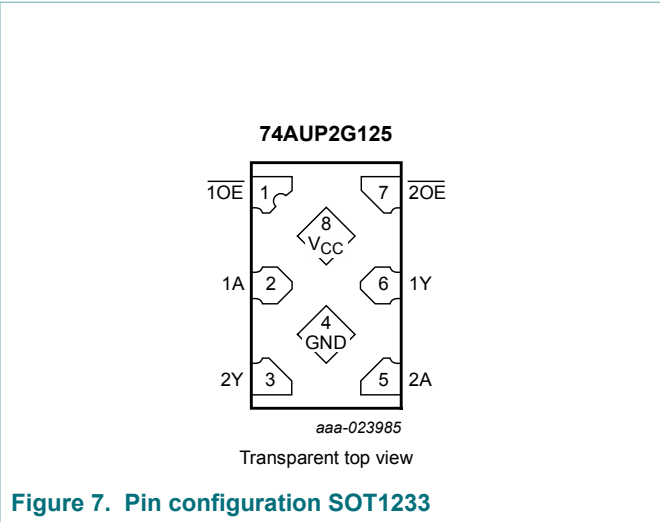 74AUP2G125
1OE 1 7 2OE
8
VCC
1A 2 6 1Y
4
GND
2Y 3 5 2A
aaa-023985
Transparent top view
Figure 7. Pin configuration SOT1233